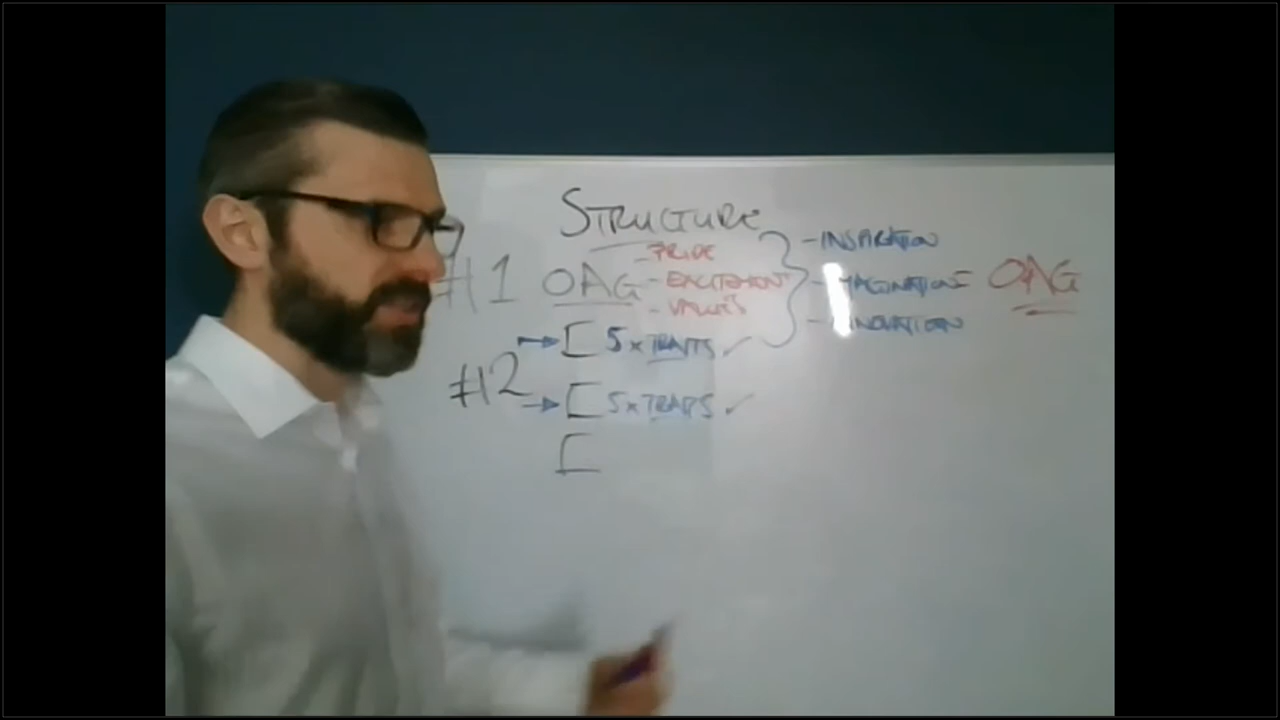 STRUCTURE
#1 OAG - PRIDE
- EXCITEMENT
- VALUES
- INSPIRATION
- IMAGINATION = OAG
- INNOVATION
[ 5 x TRAITS ✓
#2
[ 5 x TRAPS ✓
[